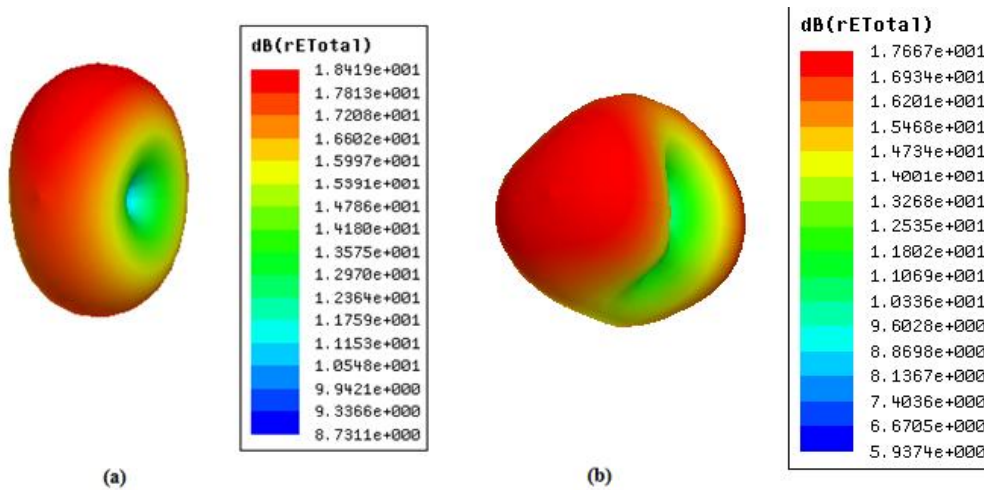 dB(rETotal)
1.8419e+001
1.7813e+001
1.7208e+001
1.6602e+001
1.5997e+001
1.5391e+001
1.4786e+001
1.4180e+001
1.3575e+001
1.2970e+001
1.2364e+001
1.1759e+001
1.1153e+001
1.0548e+001
9.9421e+000
9.3366e+000
8.7311e+000
(a)
dB(rETotal)
1.7667e+001
1.6934e+001
1.6201e+001
1.5468e+001
1.4734e+001
1.4001e+001
1.3268e+001
1.2535e+001
1.1802e+001
1.1069e+001
1.0336e+001
9.6028e+000
8.8698e+000
8.1367e+000
7.4036e+000
6.6705e+000
5.9374e+000
(b)